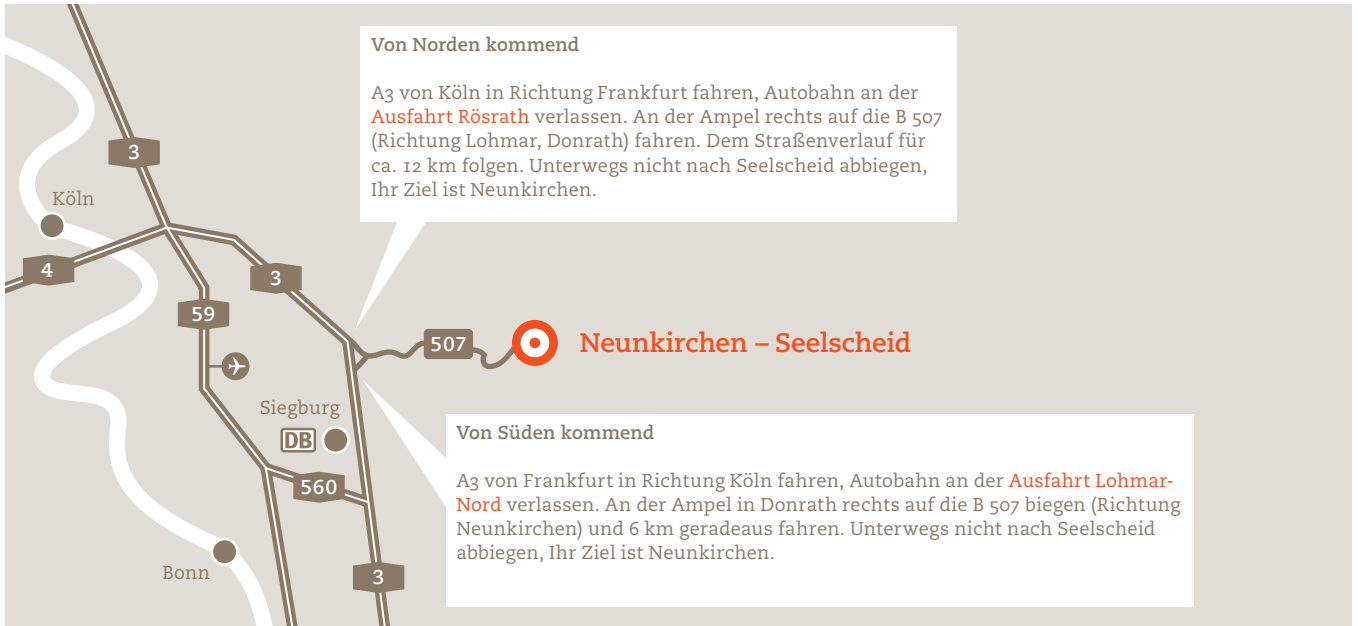 Von Norden kommend
A3 von Köln in Richtung Frankfurt fahren, Autobahn an der
Ausfahrt Rösrath verlassen. An der Ampel rechts auf die B 507
(Richtung Lohmar, Donrath) fahren. Dem Straßenverlauf für
ca. 12 km folgen. Unterwegs nicht nach Seelscheid abbiegen,
Ihr Ziel ist Neunkirchen.
3
Köln
4
3
59
507
Neunkirchen – Seelscheid
Siegburg
DB
560
Bonn
3
Von Süden kommend
A3 von Frankfurt in Richtung Köln fahren, Autobahn an der Ausfahrt Lohmar-
Nord verlassen. An der Ampel in Donrath rechts auf die B 507 biegen (Richtung
Neunkirchen) und 6 km geradeaus fahren. Unterwegs nicht nach Seelscheid
abbiegen, Ihr Ziel ist Neunkirchen.